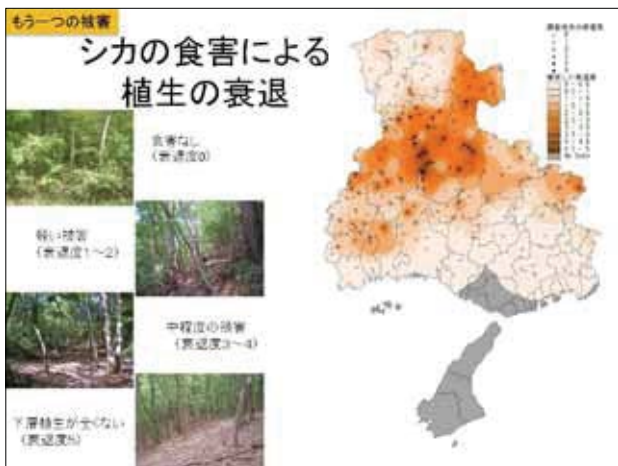 もう一つの被害
シカの食害による
植生の衰退
食害なし
(衰退度0)
軽い被害
(衰退度1～2)
中程度の被害
(衰退度3～4)
下層植生が全くない
(衰退度5)